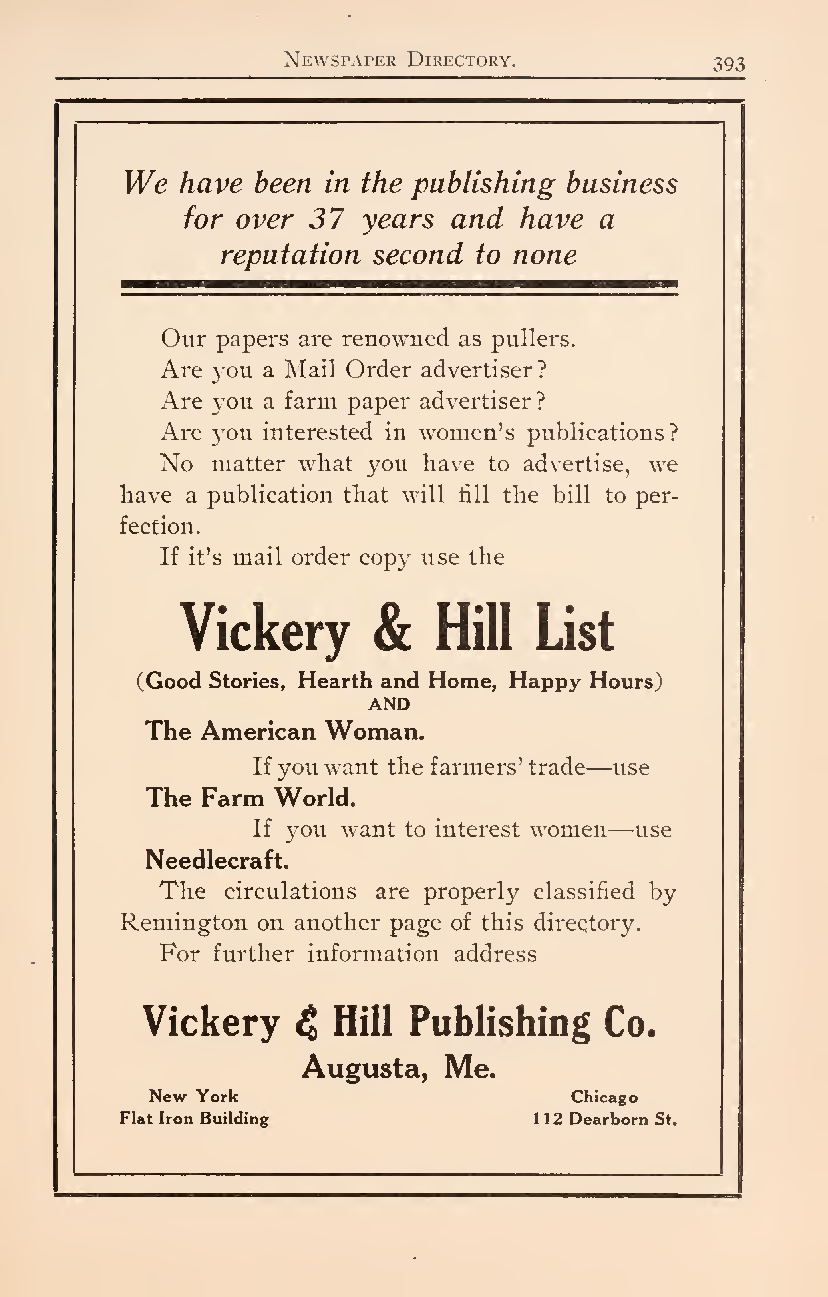 Newspaper Directory.
393
We have been in the publishing business
for over 37 years and have a
reputation second to none
Our papers are renowned as pullers.
Are you a Mail Order advertiser?
Are you a farm paper advertiser?
Are you interested in women's publications?
No matter what you have to advertise, we
have a publication that will fill the bill to per-
fection.
If it's mail order copy use the
Vickery & Hill List
(Good Stories, Hearth and Home, Happy Hours)
AND
The American Woman.
If you want the farmers' trade—use
The Farm World.
If you want to interest women—use
Needlecraft.
The circulations are properly classified by
Remington on another page of this directory.
For further information address
Vickery & Hill Publishing Co.
Augusta, Me.
New York
Flat Iron Building
Chicago
112 Dearborn St.